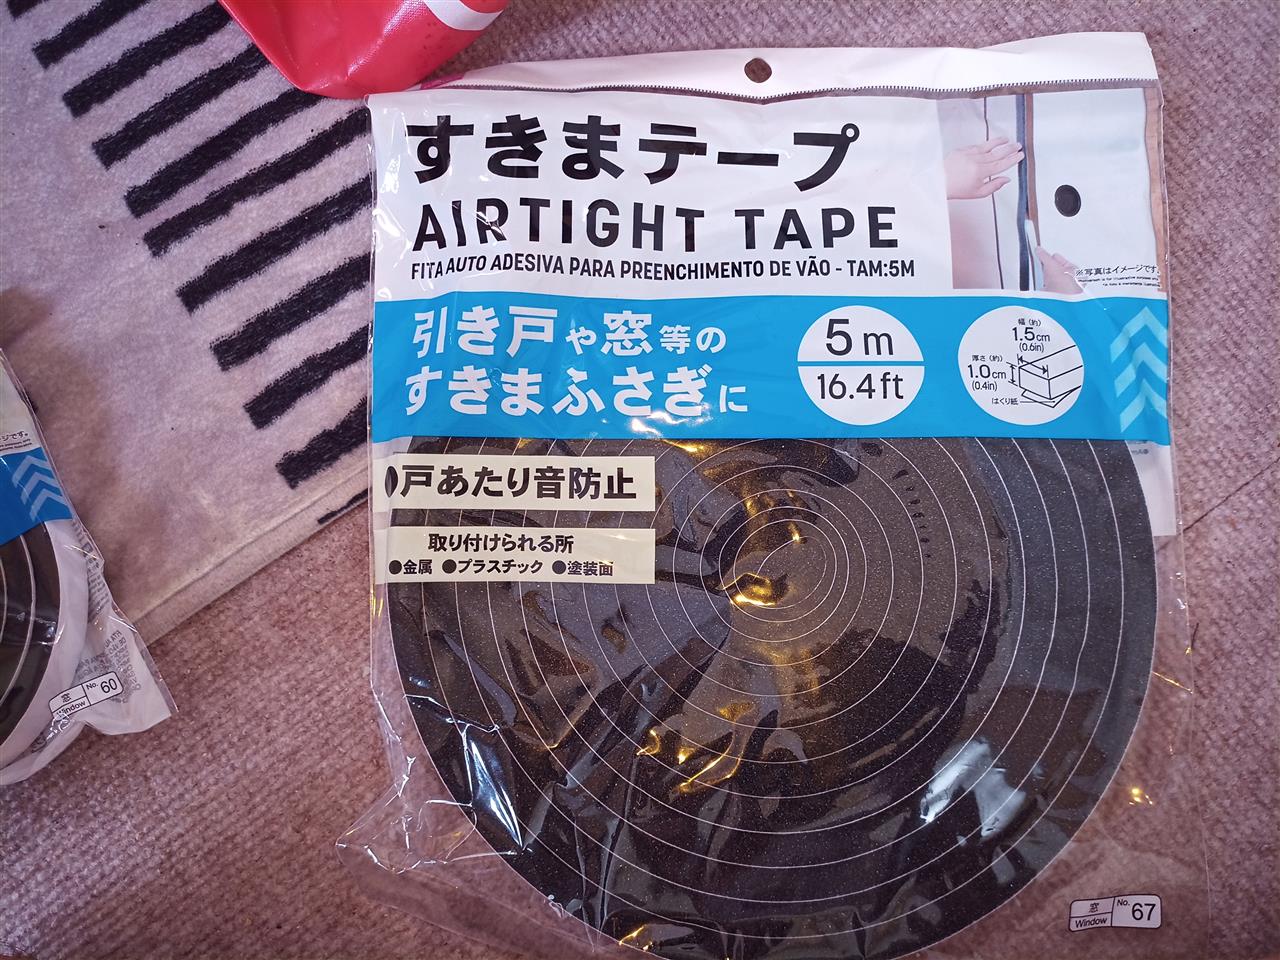 すきまテープ
AIRTIGHT TAPE
FITA AUTO ADESIVA PARA PREENCHIMENTO DE VÃO - TAM:5M
※写真はイメージです。
引き戸や窓等の
すきまふさぎに
5m
16.4ft
幅(約)
1.5cm
(0.6in)
厚さ(約)
1.0cm
(0.4in)
はくり紙
●戸あたり音防止
取り付けられる所
●金属 ●プラスチック ●塗装面
窓
Window
No.
67
ージです。
窓
Window
No.
60